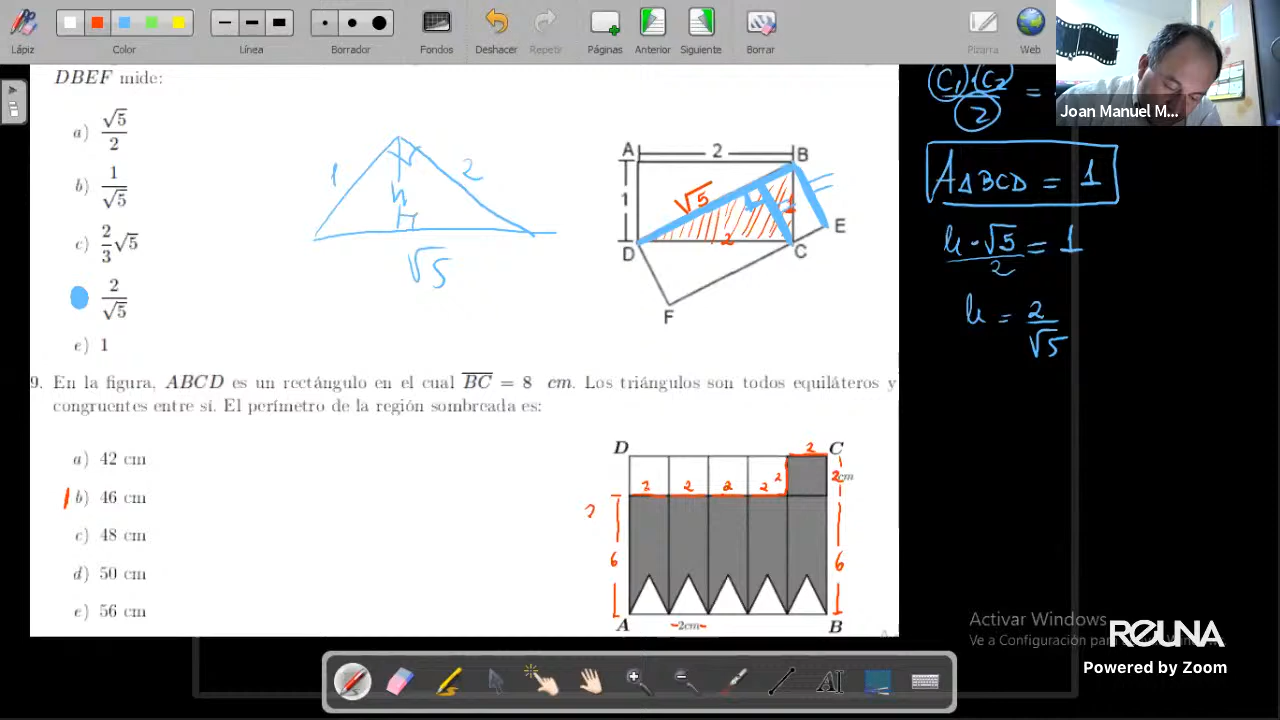 Lápiz Color Línea Borrador Fondos Deshacer Repetir Páginas Anterior Siguiente Borrar Pizarra Web
Joan Manuel M...
DBEF mide:
a) √5/2
b) 1/√5
c) 2/3 √5
2/√5
e) 1
1 2
h
√5
A 2 B
1 √5
2
D C E
F
(C1)·(C2)/2 =
A△BCD = 1
h·√5/2 = 1
h = 2/√5
9. En la figura, ABCD es un rectángulo en el cual BC = 8 cm. Los triángulos son todos equiláteros y
congruentes entre sí. El perímetro de la región sombreada es:
a) 42 cm
b) 46 cm
c) 48 cm
d) 50 cm
e) 56 cm
D 2 C
2 2 2 2 2 2 cm
6 6
A 2cm B
Activar Windows
Ve a Configuración para
REUNA
Powered by Zoom
AI